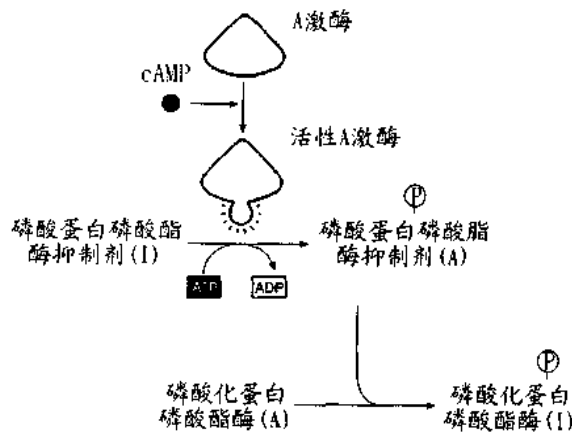 A激酶
cAMP
活性A激酶
Ⓟ
磷酸蛋白磷酸酯
酶抑制剂(I)
磷酸蛋白磷酸脂
酶抑制剂(A)
ATP
ADP
Ⓟ
磷酸化蛋白
磷酸酯酶(A)
磷酸化蛋白
磷酸酯酶(I)